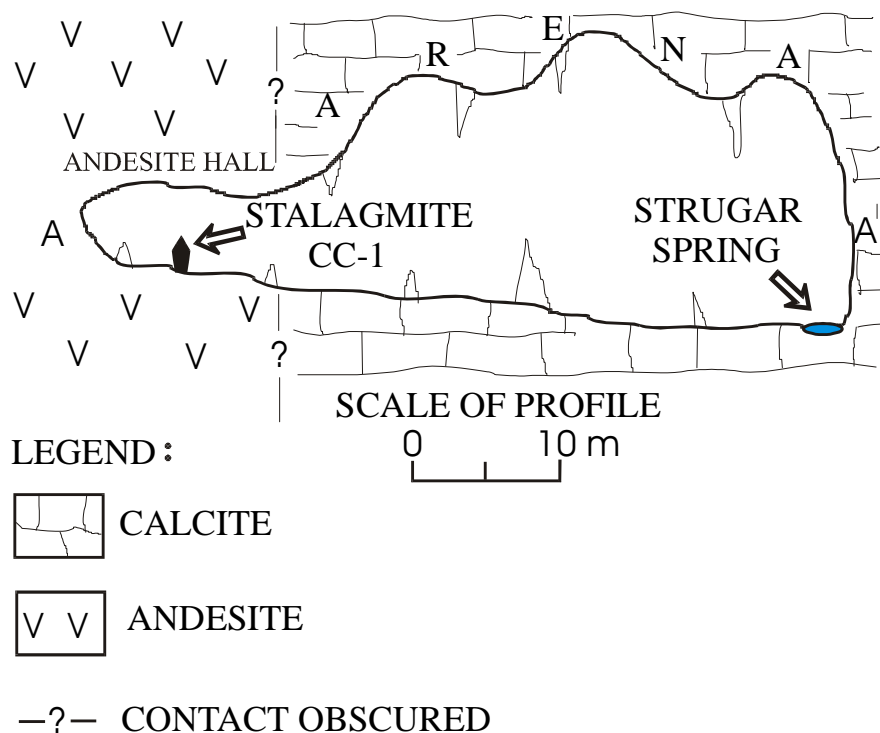 A R E N A
?
ANDESITE HALL
A
STALAGMITE
CC-1
STRUGAR
SPRING
A
?
SCALE OF PROFILE
0 10 m
LEGEND:
CALCITE
V V ANDESITE
—?— CONTACT OBSCURED